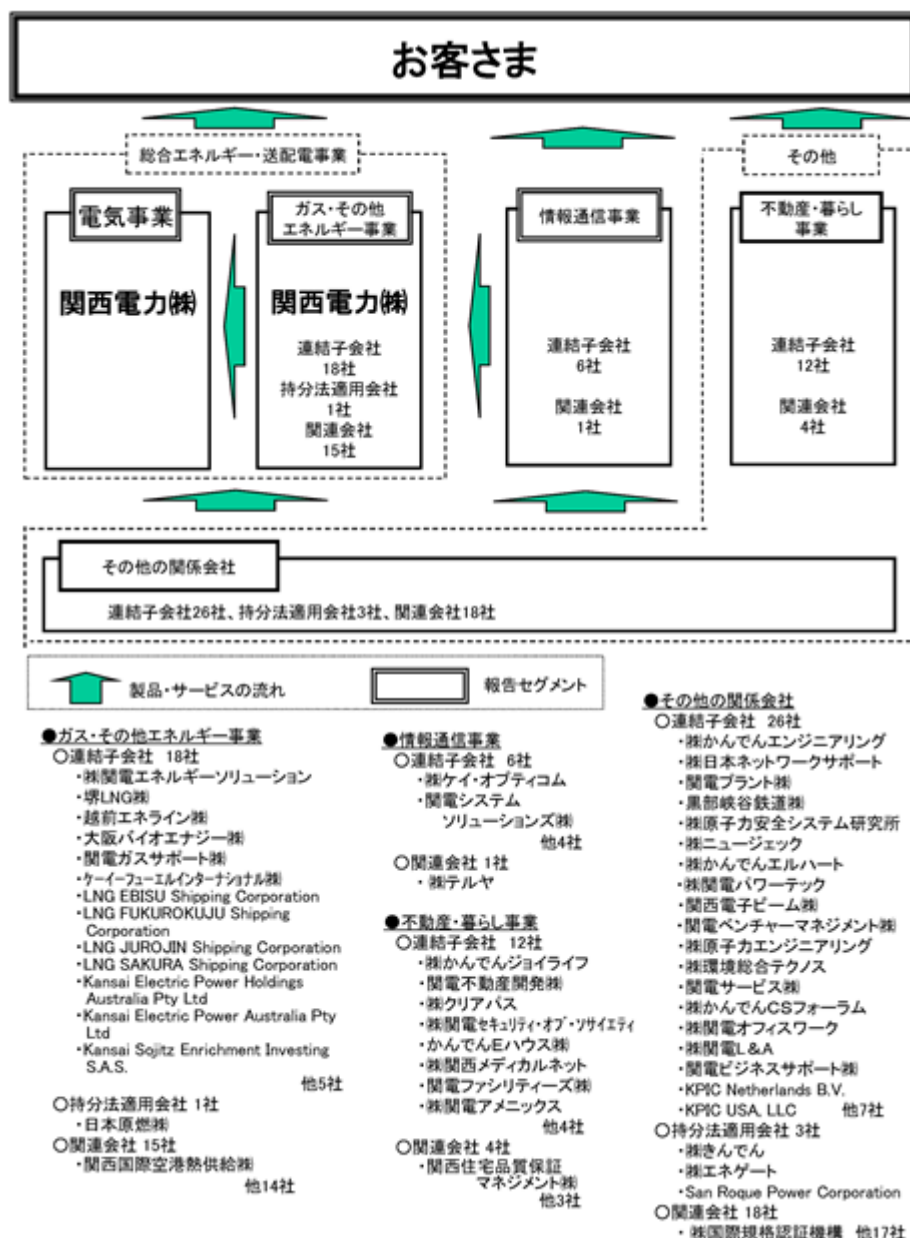 お客さま
総合エネルギー・送配電事業
その他
電気事業
ガス・その他
エネルギー事業
情報通信事業
不動産・暮らし
事業
関西電力㈱
関西電力㈱
連結子会社
18社
持分法適用会社
1社
関連会社
15社
連結子会社
6社
関連会社
1社
連結子会社
12社
関連会社
4社
その他の関係会社
連結子会社26社、持分法適用会社3社、関連会社18社
製品・サービスの流れ
報告セグメント
●ガス・その他エネルギー事業
○連結子会社 18社
・㈱関電エネルギーソリューション
・堺LNG㈱
・越前エネライン㈱
・大阪バイオエナジー㈱
・関電ガスサポート㈱
・ケーイーフューエルインターナショナル㈱
・LNG EBISU Shipping Corporation
・LNG FUKUROKUJU Shipping
Corporation
・LNG JUROJIN Shipping Corporation
・LNG SAKURA Shipping Corporation
・Kansai Electric Power Holdings
Australia Pty Ltd
・Kansai Electric Power Australia Pty
Ltd
・Kansai Sojitz Enrichment Investing
S.A.S.
他5社
○持分法適用会社 1社
・日本原燃㈱
○関連会社 15社
・関西国際空港熱供給㈱
他14社
●情報通信事業
○連結子会社 6社
・㈱ケイ・オプティコム
・関電システム
ソリューションズ㈱
他4社
○関連会社 1社
・㈱テルヤ
●不動産・暮らし事業
○連結子会社 12社
・㈱かんでんジョイライフ
・関電不動産開発㈱
・㈱クリアパス
・㈱関電セキュリティ・オブ・ソサイエティ
・かんでんEハウス㈱
・㈱関西メディカルネット
・関電ファシリティーズ㈱
・㈱関電アメニックス
他4社
○関連会社 4社
・関西住宅品質保証
マネジメント㈱
他3社
●その他の関係会社
○連結子会社 26社
・㈱かんでんエンジニアリング
・㈱日本ネットワークサポート
・関電プラント㈱
・黒部峡谷鉄道㈱
・㈱原子力安全システム研究所
・㈱ニュージェック
・㈱かんでんエルハート
・㈱関電パワーテック
・関西電子ビーム㈱
・関電ベンチャーマネジメント㈱
・㈱原子力エンジニアリング
・㈱環境総合テクノス
・関電サービス㈱
・㈱かんでんCSフォーラム
・㈱関電オフィスワーク
・㈱関電L&A
・関電ビジネスサポート㈱
・KPIC Netherlands B.V.
・KPIC USA, LLC 他7社
○持分法適用会社 3社
・㈱きんでん
・㈱エネゲート
・San Roque Power Corporation
○関連会社 18社
・㈱国際規格認証機構 他17社